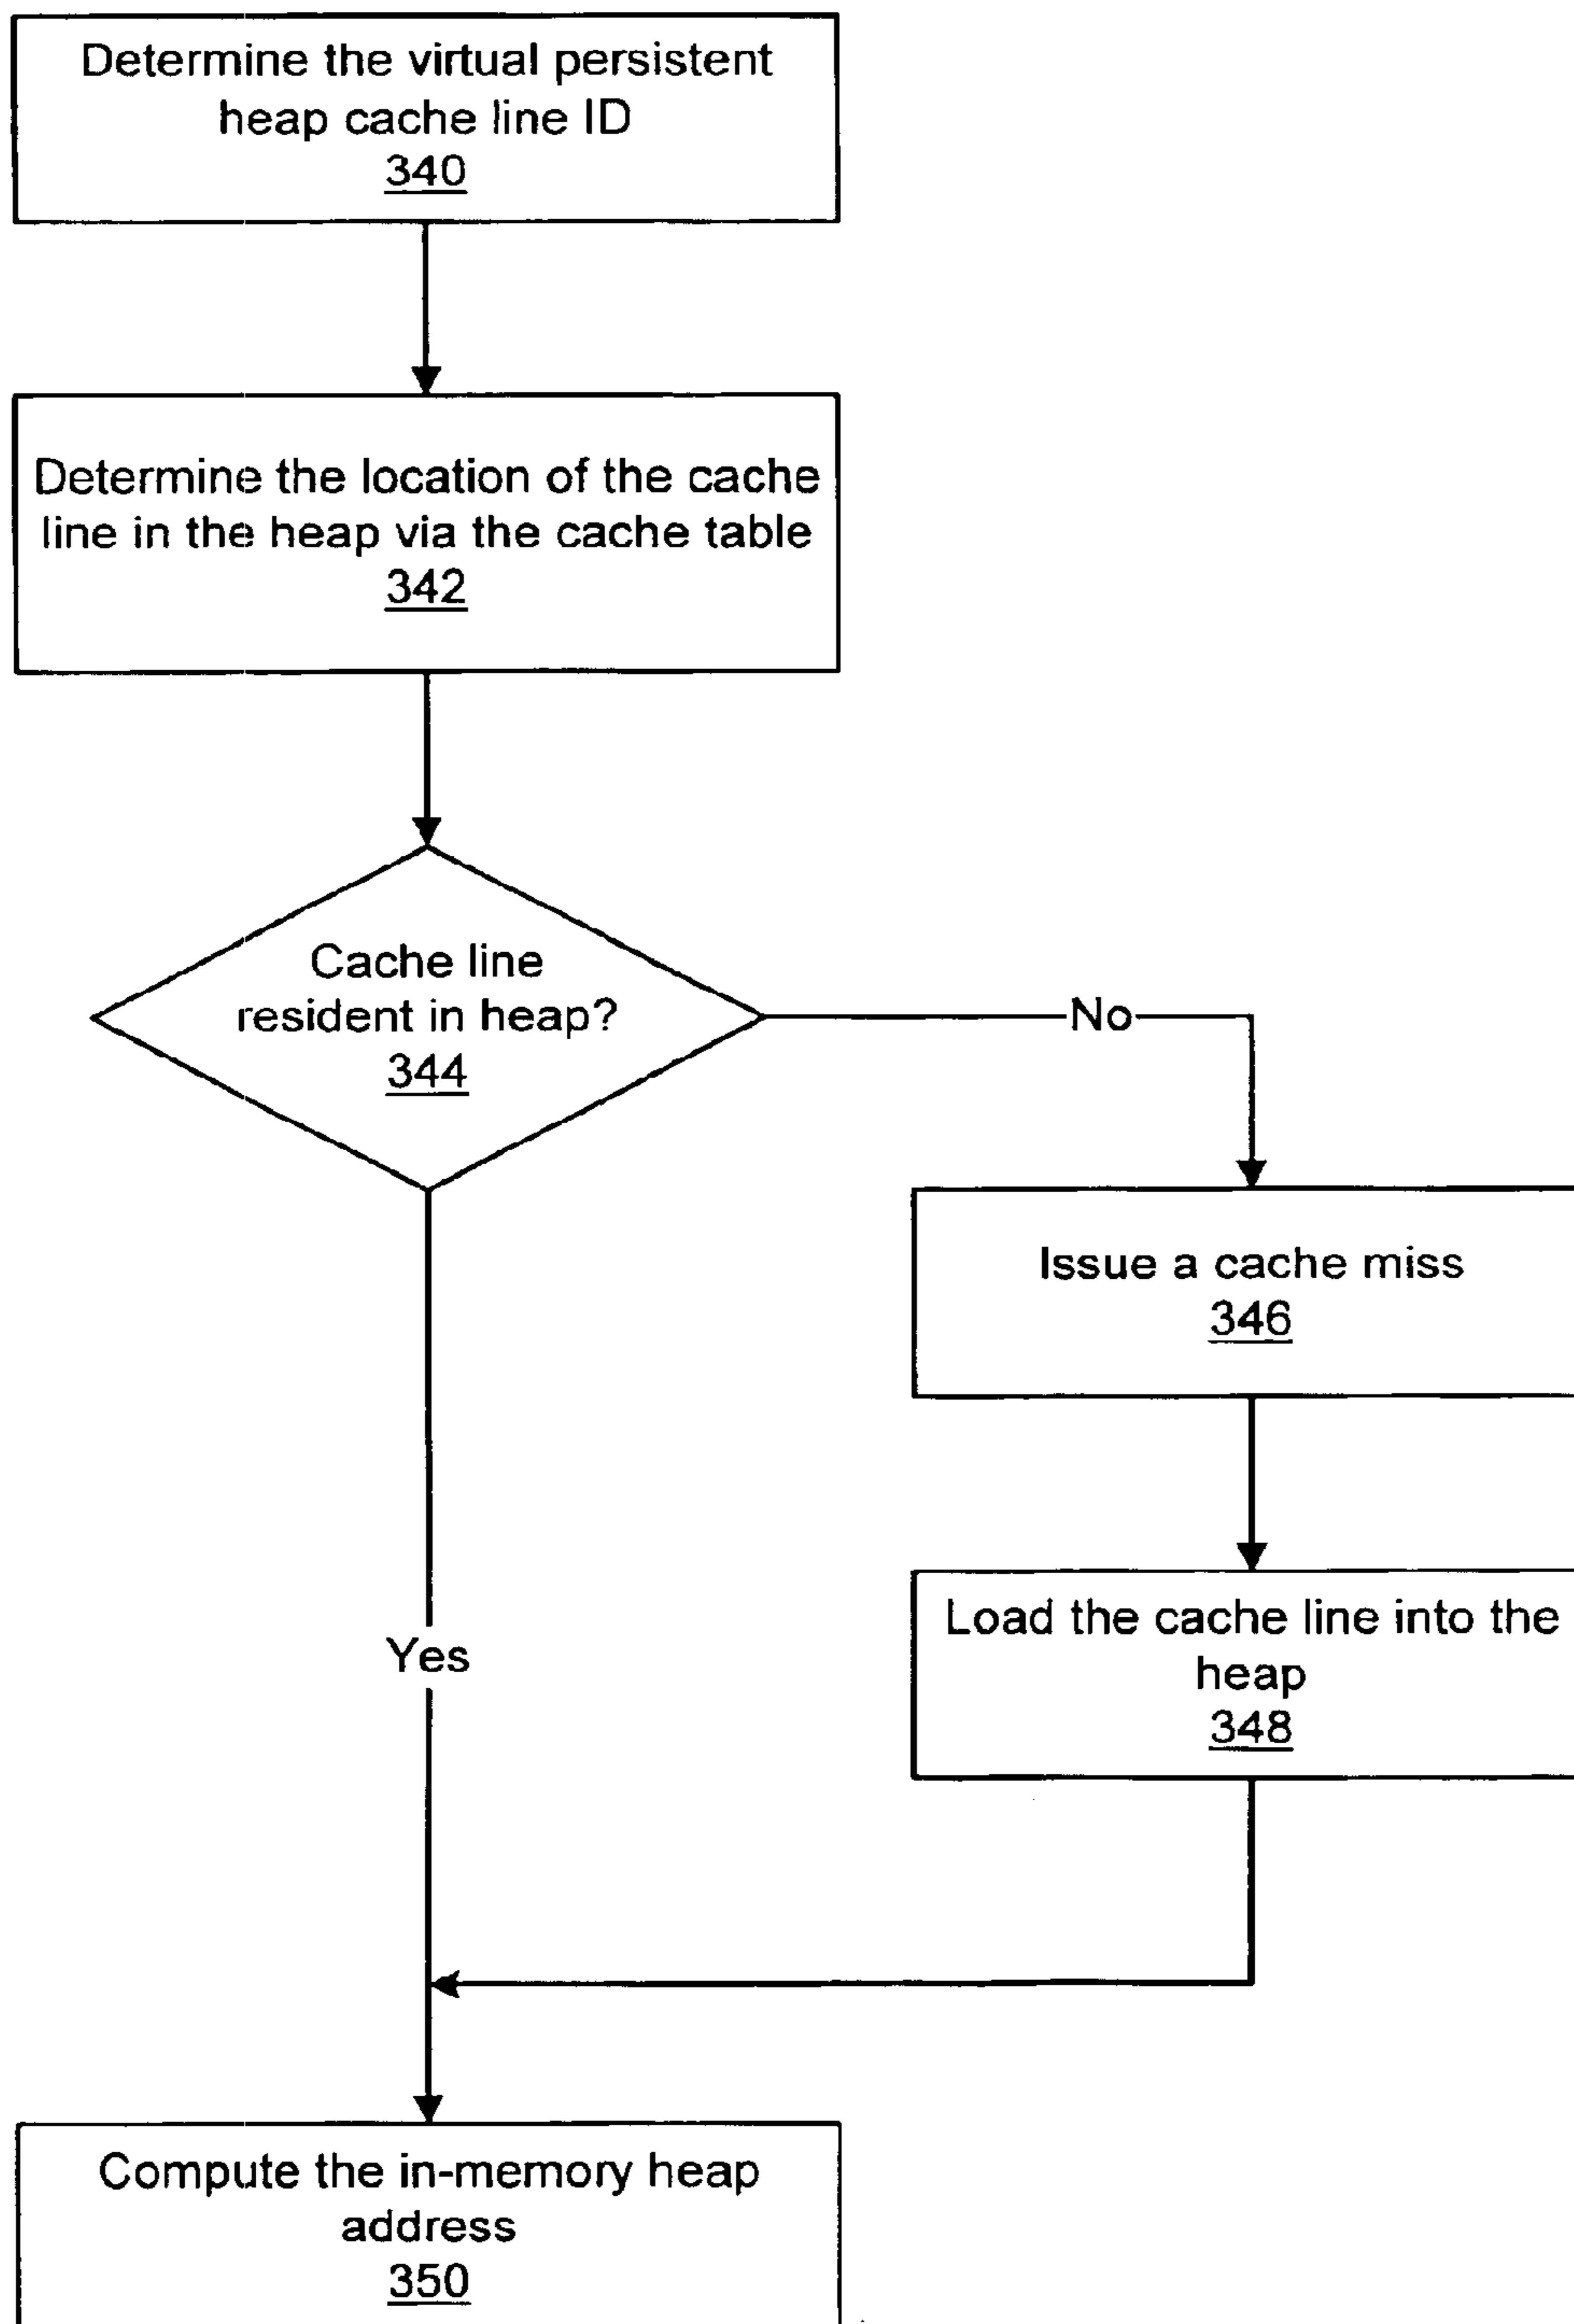 Determine the virtual persistent
heap cache line ID
340
Determine the location of the cache
line in the heap via the cache table
342
Cache line
resident in heap?
344
No
Issue a cache miss
346
Load the cache line into the
heap
348
Yes
Compute the in-memory heap
address
350